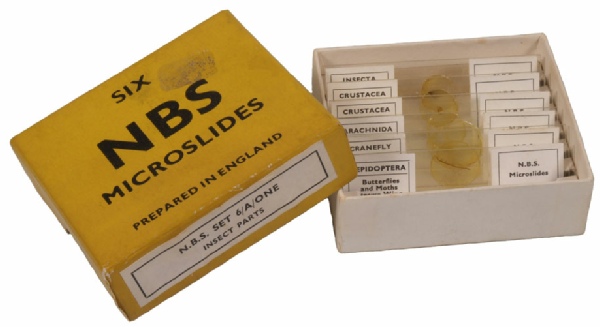 SIX
NBS
MICROSLIDES
PREPARED IN ENGLAND
N.B.S. SET 6/A/ONE
INSECT PARTS
INSECTA
CRUSTACEA
CRUSTACEA
ARACHNIDA
CRANEFLY
LEPIDOPTERA
Butterflies
and Moths
N.B.S.
Microslides